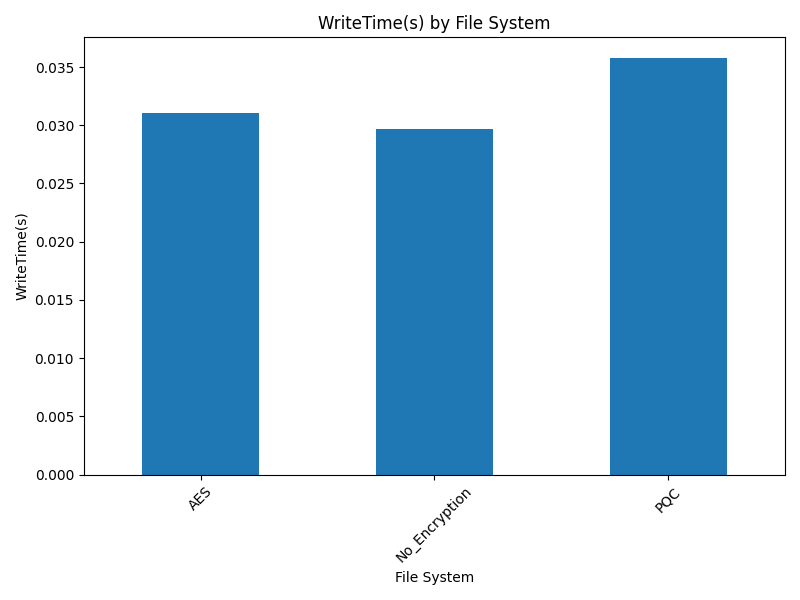 WriteTime(s) by File System
WriteTime(s)
0.035
0.030
0.025
0.020
0.015
0.010
0.005
0.000
AES
No_Encryption
PQC
File System